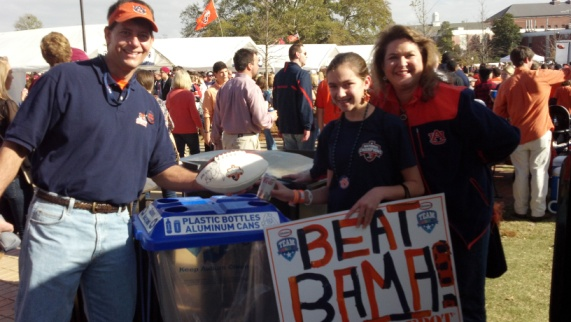 PLASTIC BOTTLES
ALUMINUM CANS
BEAT
BAMA
TEAM